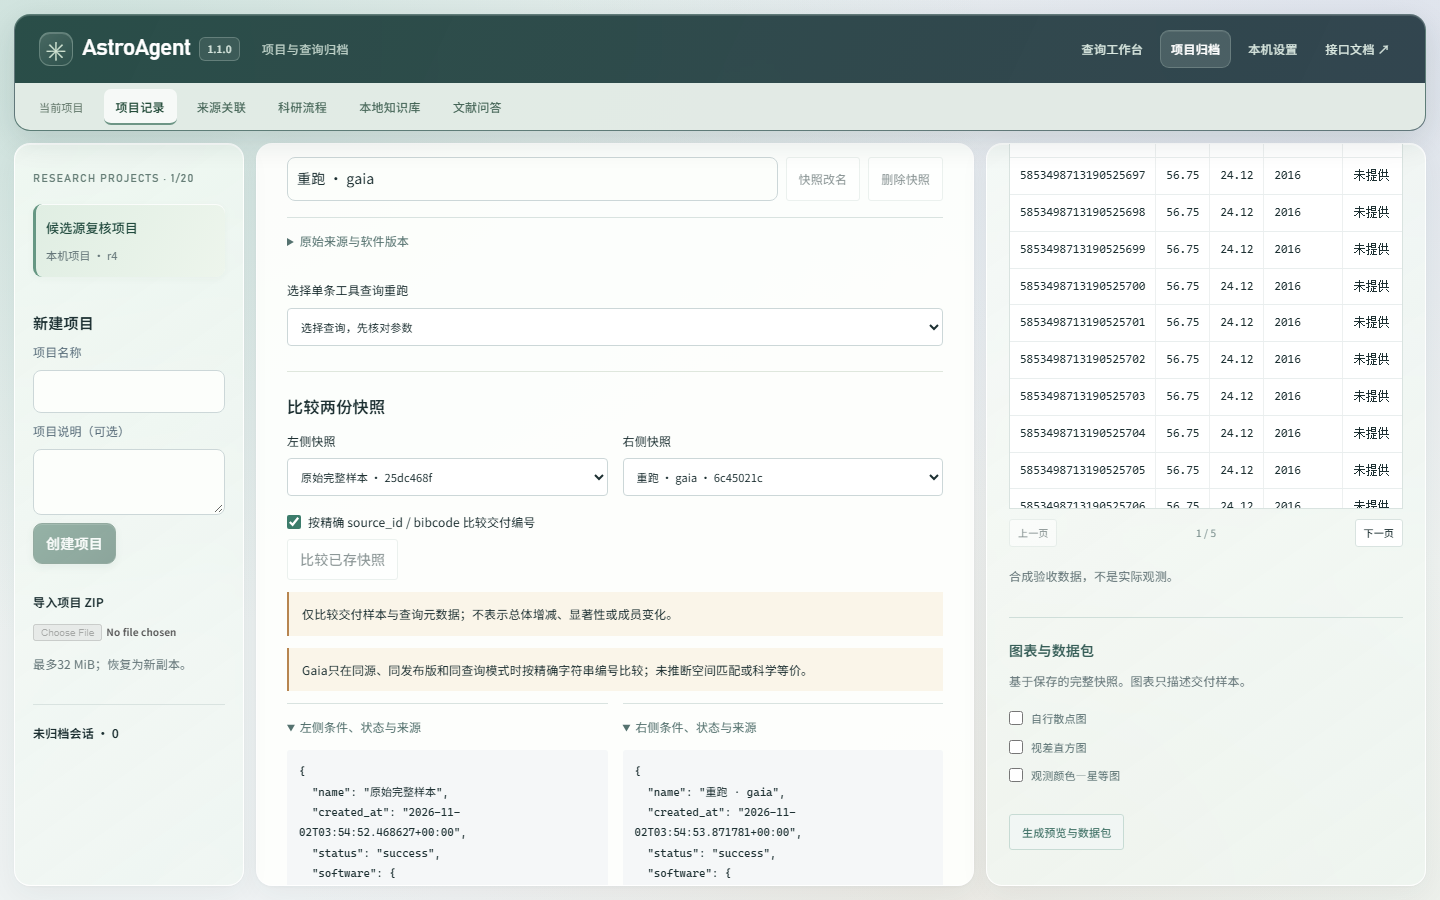 AstroAgent 1.1.0 项目与查询归档 查询工作台 项目归档 本机设置 接口文档 ↗
当前项目 项目记录 来源关联 科研流程 本地知识库 文献问答
RESEARCH PROJECTS · 1/20
候选源复核项目
本机项目 · r4
新建项目
项目名称
项目说明（可选）
创建项目
导入项目 ZIP
Choose File No file chosen
最多32 MiB；恢复为新副本。
未归档会话 · 0
重跑 · gaia 快照改名 删除快照
▶ 原始来源与软件版本
选择单条工具查询重跑
选择查询，先核对参数
比较两份快照
左侧快照 右侧快照
原始完整样本 · 25dc468f 重跑 · gaia · 6c45021c
按精确 source_id / bibcode 比较交付编号
比较已存快照
仅比较交付样本与查询元数据；不表示总体增减、显著性或成员变化。
Gaia只在同源、同发布版和同查询模式时按精确字符串编号比较；未推断空间匹配或科学等价。
▼ 左侧条件、状态与来源
{
"name": "原始完整样本",
"created_at": "2026-11-
02T03:54:52.468627+00:00",
"status": "success",
"software": {
▼ 右侧条件、状态与来源
{
"name": "重跑 · gaia",
"created_at": "2026-11-
02T03:54:53.871781+00:00",
"status": "success",
"software": {
5853498713190525697 56.75 24.12 2016 未提供
5853498713190525698 56.75 24.12 2016 未提供
5853498713190525699 56.75 24.12 2016 未提供
5853498713190525700 56.75 24.12 2016 未提供
5853498713190525701 56.75 24.12 2016 未提供
5853498713190525702 56.75 24.12 2016 未提供
5853498713190525703 56.75 24.12 2016 未提供
5853498713190525704 56.75 24.12 2016 未提供
5853498713190525705 56.75 24.12 2016 未提供
5853498713190525706 56.75 24.12 2016 未提供
上一页 1 / 5 下一页
合成验收数据，不是实际观测。
图表与数据包
基于保存的完整快照。图表只描述交付样本。
自行散点图
视差直方图
观测颜色—星等图
生成预览与数据包